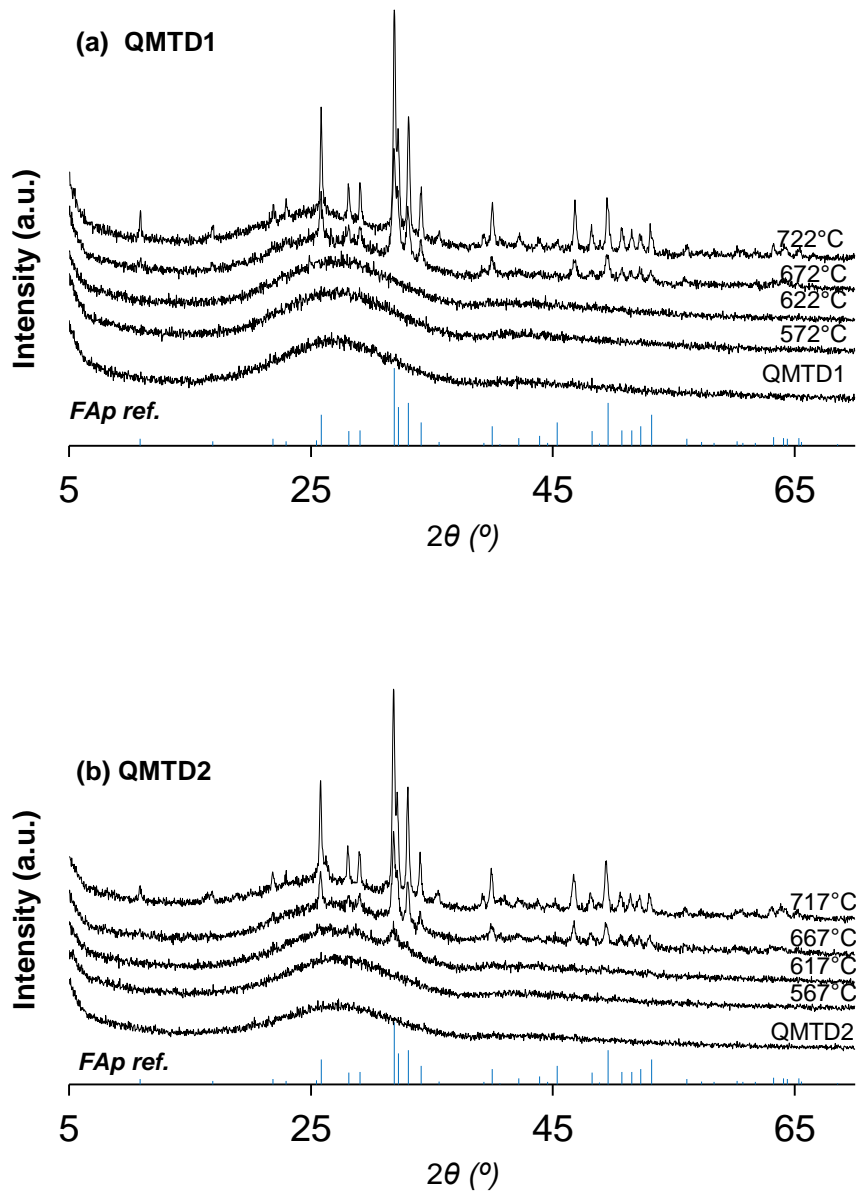 (a) QMTD1
Intensity (a.u.)
722°C
672°C
622°C
572°C
QMTD1
FAp ref.
5 25 45 65
2θ (º)
(b) QMTD2
Intensity (a.u.)
717°C
667°C
617°C
567°C
QMTD2
FAp ref.
5 25 45 65
2θ (º)